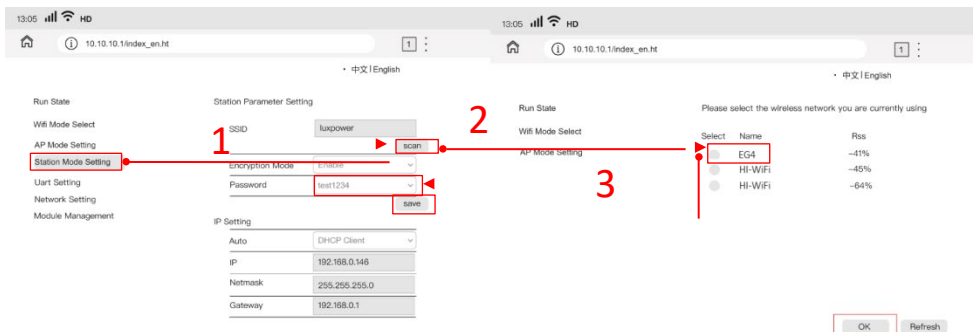 13:05 HD
10.10.10.1/index_en.ht 1
• 中文 | English
Run State
Wifi Mode Select
AP Mode Setting
Station Mode Setting
Uart Setting
Network Setting
Module Management
Station Parameter Setting
SSID luxpower
scan
Encryption Mode Enable
Password test1234
save
IP Setting
Auto DHCP Client
IP 192.168.0.146
Netmask 255.255.255.0
Gateway 192.168.0.1
1
2
3
13:05 HD
10.10.10.1/index_en.ht 1
• 中文 | English
Run State
Wifi Mode Select
AP Mode Setting
Please select the wireless network you are currently using
Select Name Rss
EG4 -41%
HI-WiFi -45%
HI-WiFi -64%
OK Refresh